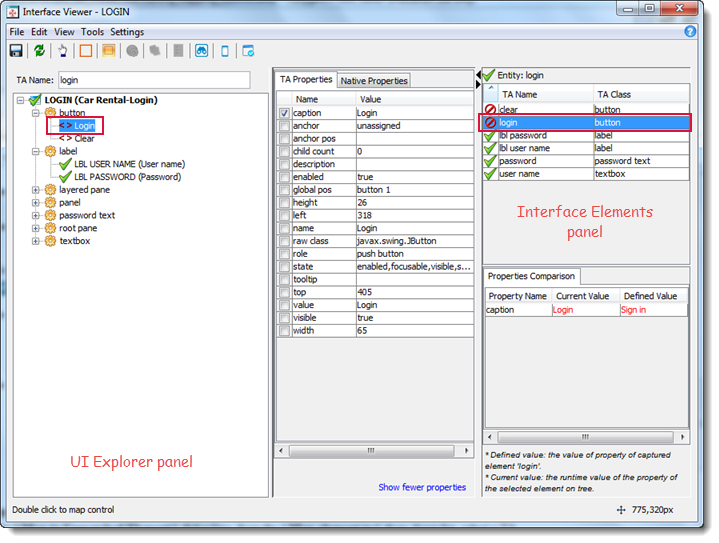 Interface Viewer - LOGIN
File Edit View Tools Settings
TA Name: login
LOGIN (Car Rental-Login)
button
< > Login
< > Clear
label
LBL USER NAME (User name)
LBL PASSWORD (Password)
layered pane
panel
password text
root pane
textbox
UI Explorer panel
TA Properties Native Properties
Name Value
caption Login
anchor unassigned
anchor pos
child count 0
description
enabled true
global pos button 1
height 26
left 318
name Login
raw class javax.swing.JButton
role push button
state enabled,focusable,visible,s...
tooltip
top 405
value Login
visible true
width 65
Show fewer properties
Entity: login
TA Name TA Class
clear button
login button
lbl password label
lbl user name label
password password text
user name textbox
Interface Elements
panel
Properties Comparison
Property Name Current Value Defined Value
caption Login Sign in
* Defined value: the value of property of captured
element 'login'.
* Current value: the runtime value of the property of
the selected element on tree.
Double click to map control
775,320px